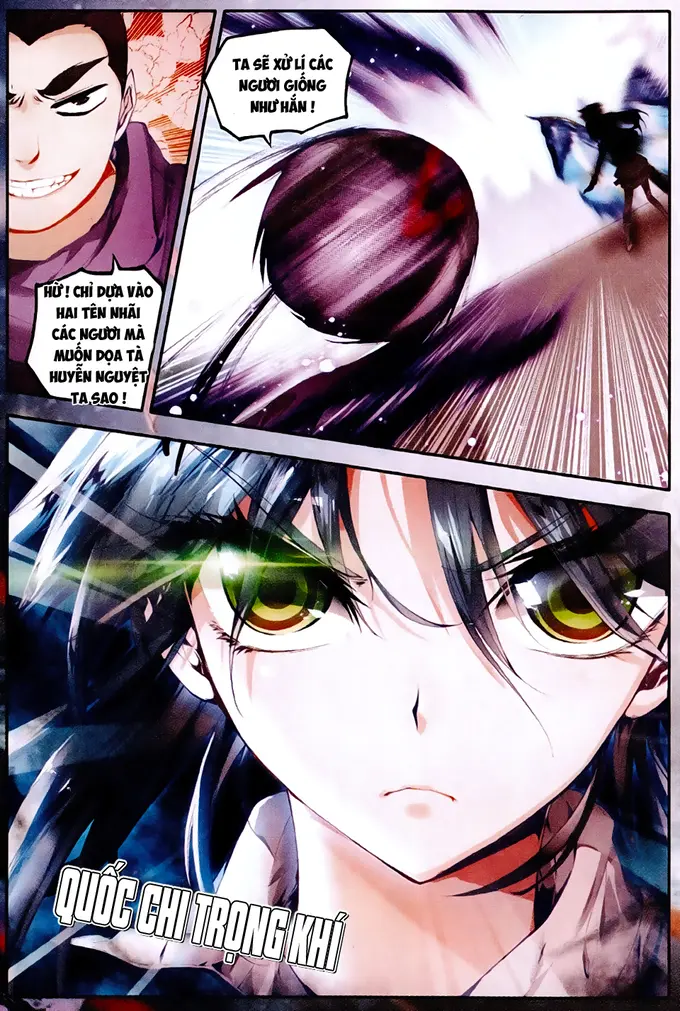 HỪ! CHỈ DỰA VÀO
HAI TÊN NHÃI
CÁC NGƯƠI MÀ
MUỐN DỌA TÀ
HUYỄN NGUYỆT
TA SAO!
TA SẼ XỬ LÍ CÁC
NGƯƠI GIỐNG
NHƯ HẮN!
QUỐC CHI TRỌNG KHÍ